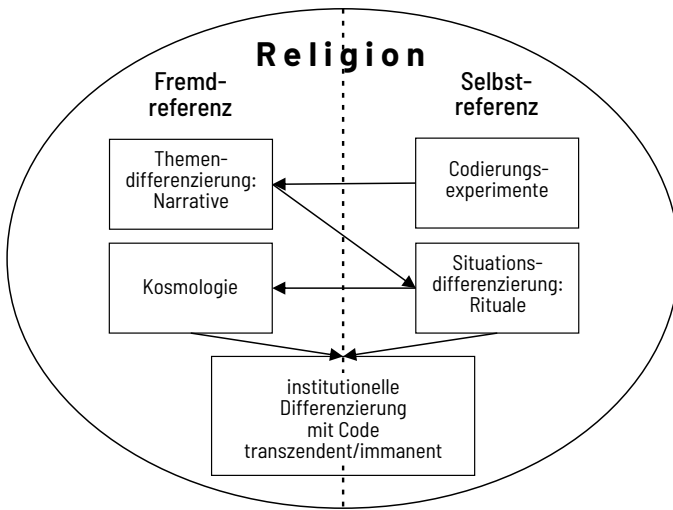 Religion
Fremd-
referenz
Selbst-
referenz
Themen-
differenzierung:
Narrative
Codierungs-
experimente
Kosmologie
Situations-
differenzierung:
Rituale
institutionelle
Differenzierung
mit Code
transzendent/immanent